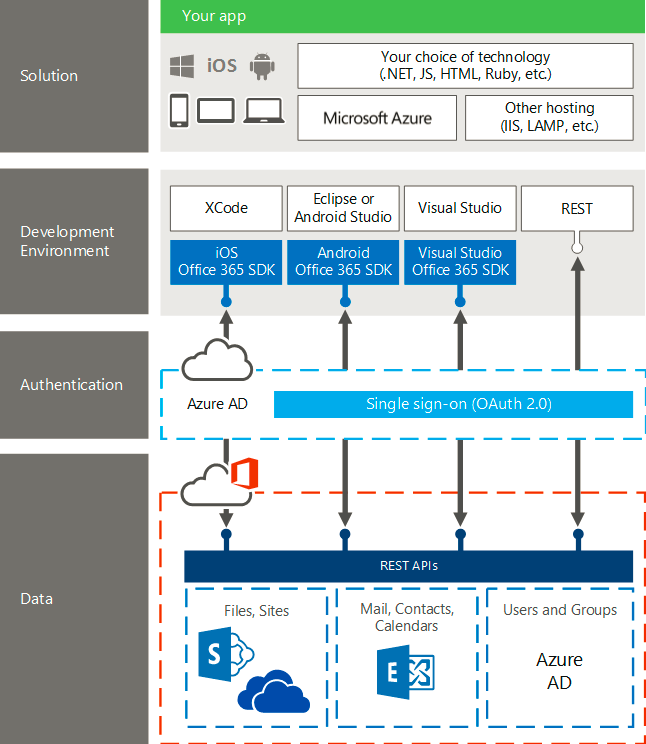 Your app
Solution
iOS
Your choice of technology
(.NET, JS, HTML, Ruby, etc.)
Microsoft Azure
Other hosting
(IIS, LAMP, etc.)
Development
Environment
XCode
Eclipse or
Android Studio
Visual Studio
REST
iOS
Office 365 SDK
Android
Office 365 SDK
Visual Studio
Office 365 SDK
Authentication
Azure AD
Single sign-on (OAuth 2.0)
Data
REST APIs
Files, Sites
S
Mail, Contacts,
Calendars
E
Users and Groups
Azure
AD